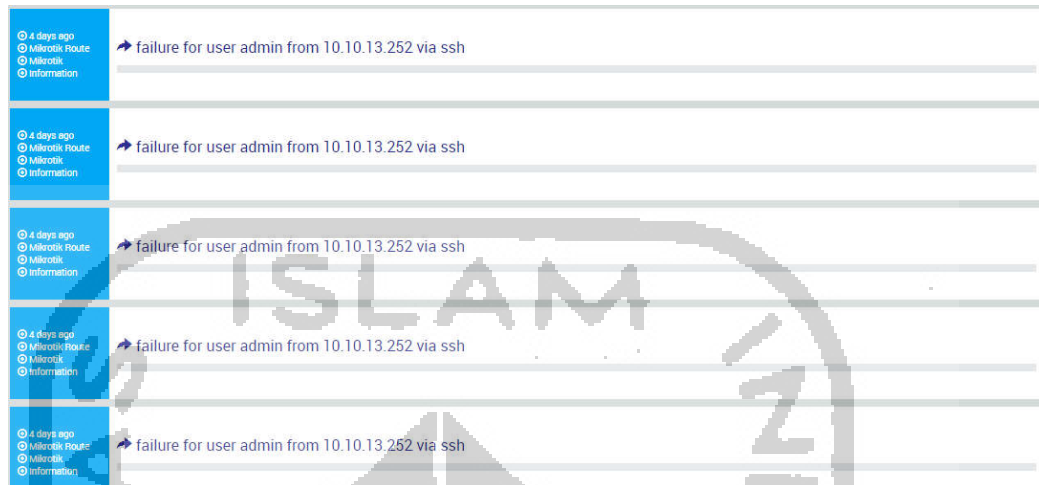 4 days ago
Mikrotik Route
Mikrotik
Information
failure for user admin from 10.10.13.252 via ssh
4 days ago
Mikrotik Route
Mikrotik
Information
failure for user admin from 10.10.13.252 via ssh
4 days ago
Mikrotik Route
Mikrotik
Information
failure for user admin from 10.10.13.252 via ssh
ISLAM
4 days ago
Mikrotik Route
Mikrotik
Information
failure for user admin from 10.10.13.252 via ssh
4 days ago
Mikrotik Route
Mikrotik
Information
failure for user admin from 10.10.13.252 via ssh